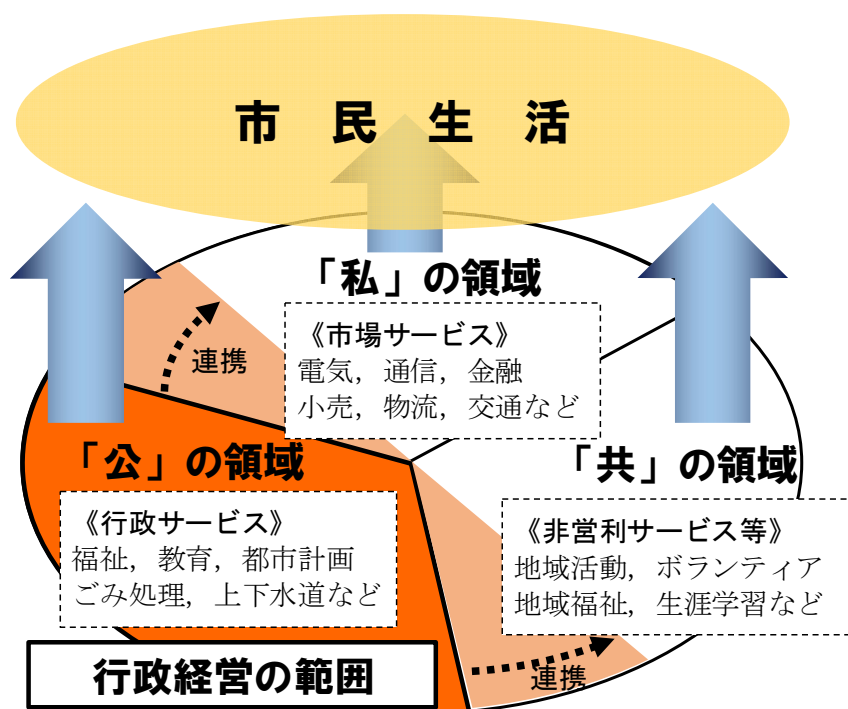 市民生活
「私」の領域
《市場サービス》
電気，通信，金融
小売，物流，交通など
連携
「公」の領域
《行政サービス》
福祉，教育，都市計画
ごみ処理，上下水道など
「共」の領域
《非営利サービス等》
地域活動，ボランティア
地域福祉，生涯学習など
行政経営の範囲
連携